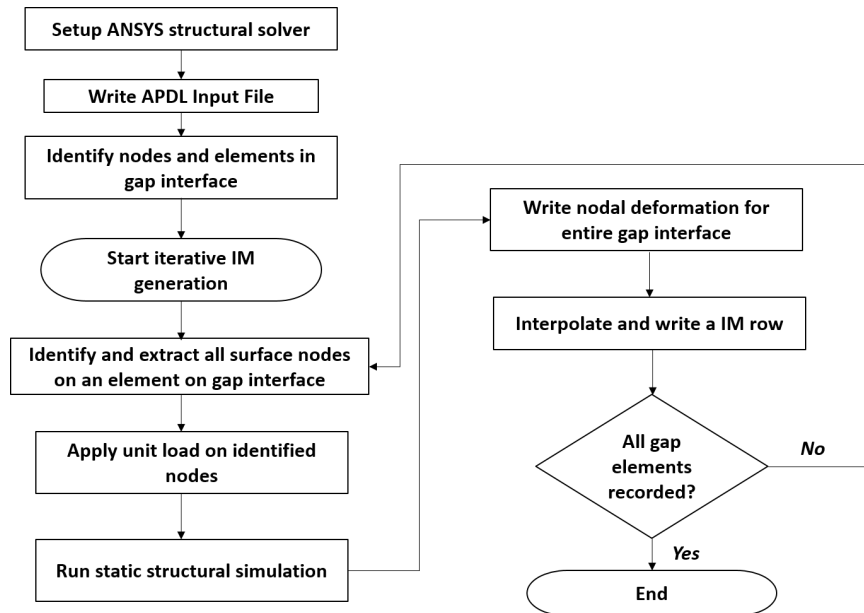 Setup ANSYS structural solver
Write APDL Input File
Identify nodes and elements in
gap interface
Start iterative IM
generation
Identify and extract all surface nodes
on an element on gap interface
Apply unit load on identified
nodes
Run static structural simulation
Write nodal deformation for
entire gap interface
Interpolate and write a IM row
All gap
elements
recorded?
No
Yes
End